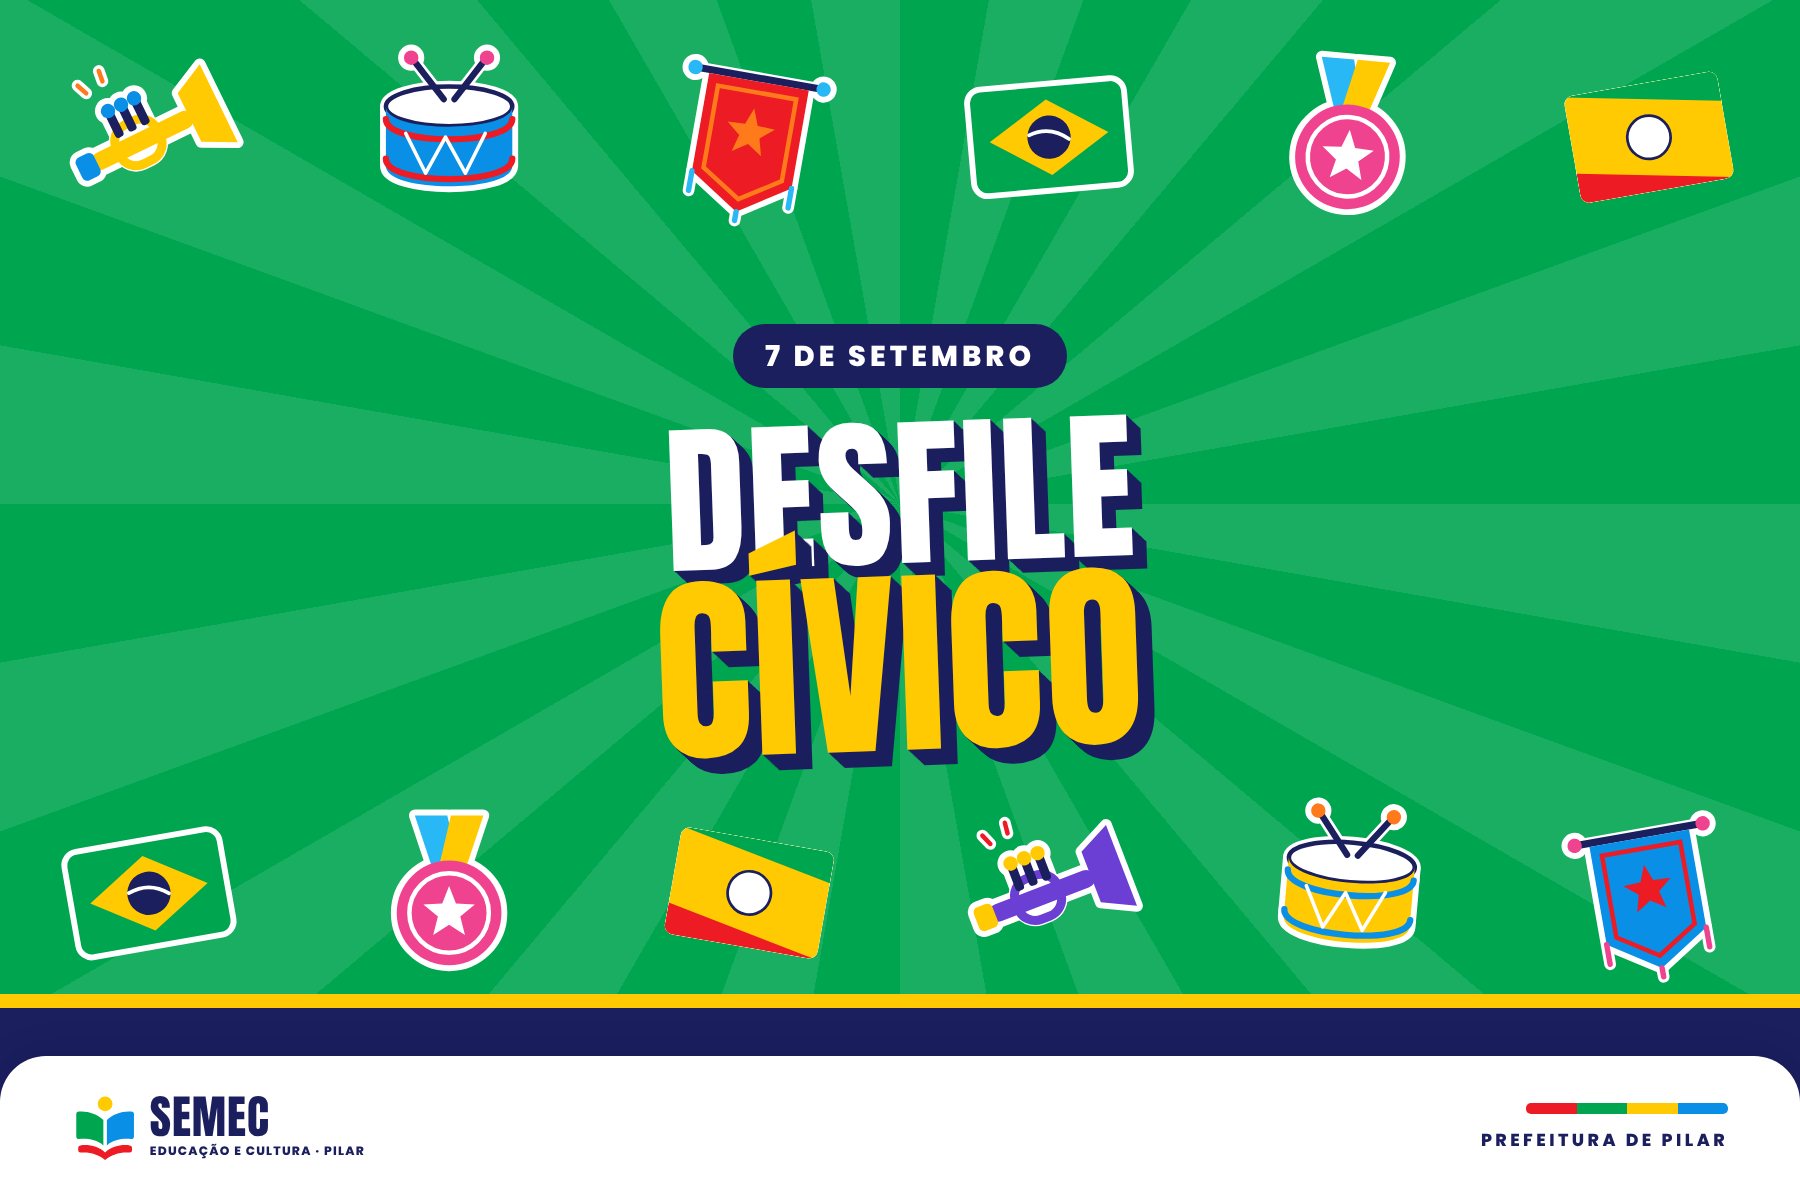 7 DE SETEMBRO
DESFILE
CÍVICO
SEMEC
EDUCAÇÃO E CULTURA · PILAR
PREFEITURA DE PILAR